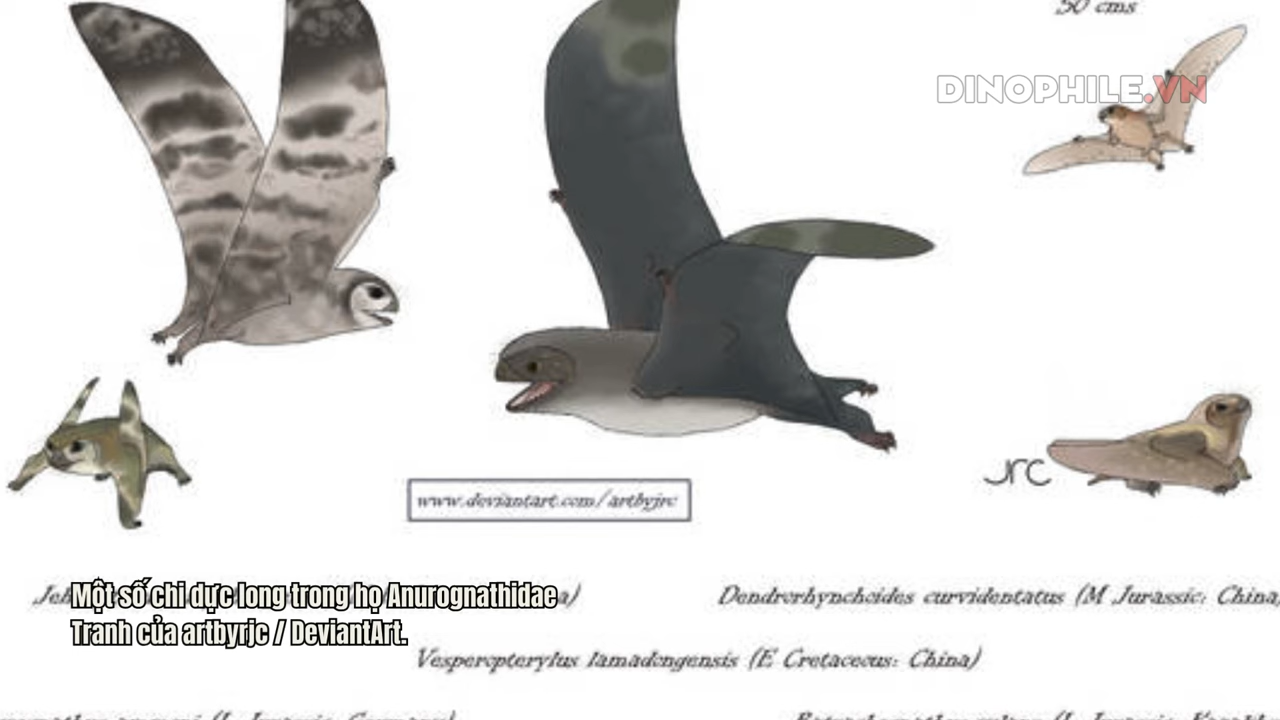 50 cms
DINOPHILE.VN
jrc
www.deviantart.com/artbyjrc
Dendrorhynchoides curvidentatus (M Jurassic: China
Một số chi dực long trong họ Anurognathidae
Tranh của artbyrjc / DeviantArt.
Vesperopterylus lamadongensis (E Cretaceous: China)